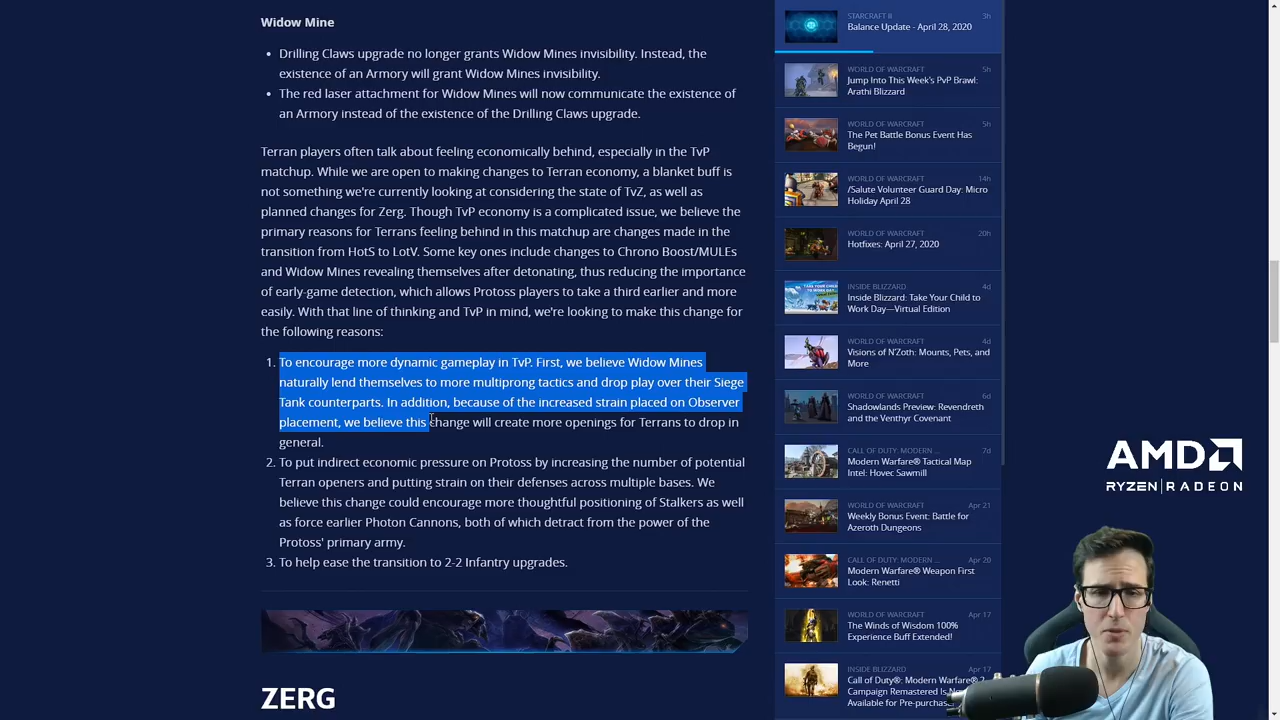 Widow Mine
• Drilling Claws upgrade no longer grants Widow Mines invisibility. Instead, the
existence of an Armory will grant Widow Mines invisibility.
• The red laser attachment for Widow Mines will now communicate the existence of
an Armory instead of the existence of the Drilling Claws upgrade.
Terran players often talk about feeling economically behind, especially in the TvP
matchup. While we are open to making changes to Terran economy, a blanket buff is
not something we're currently looking at considering the state of TvZ, as well as
planned changes for Zerg. Though TvP economy is a complicated issue, we believe the
primary reasons for Terrans feeling behind in this matchup are changes made in the
transition from HotS to LotV. Some key ones include changes to Chrono Boost/MULEs
and Widow Mines revealing themselves after detonating, thus reducing the importance
of early-game detection, which allows Protoss players to take a third earlier and more
easily. With that line of thinking and TvP in mind, we're looking to make this change for
the following reasons:
1. To encourage more dynamic gameplay in TvP. First, we believe Widow Mines
naturally lend themselves to more multiprong tactics and drop play over their Siege
Tank counterparts. In addition, because of the increased strain placed on Observer
placement, we believe this change will create more openings for Terrans to drop in
general.
2. To put indirect economic pressure on Protoss by increasing the number of potential
Terran openers and putting strain on their defenses across multiple bases. We
believe this change could encourage more thoughtful positioning of Stalkers as well
as force earlier Photon Cannons, both of which detract from the power of the
Protoss' primary army.
3. To help ease the transition to 2-2 Infantry upgrades.
ZERG
STARCRAFT II 3h
Balance Update - April 28, 2020
WORLD OF WARCRAFT 5h
Jump Into This Week's PvP Brawl:
Arathi Blizzard
WORLD OF WARCRAFT 5h
The Pet Battle Bonus Event Has
Begun!
WORLD OF WARCRAFT 14h
/Salute Volunteer Guard Day: Micro
Holiday April 28
WORLD OF WARCRAFT 20h
Hotfixes: April 27, 2020
INSIDE BLIZZARD 4d
Inside Blizzard: Take Your Child to
Work Day—Virtual Edition
WORLD OF WARCRAFT 4d
Visions of N'Zoth: Mounts, Pets, and
More
WORLD OF WARCRAFT 6d
Shadowlands Preview: Revendreth
and the Venthyr Covenant
CALL OF DUTY: MODERN ... 7d
Modern Warfare® Tactical Map
Intel: Hovec Sawmill
WORLD OF WARCRAFT Apr 21
Weekly Bonus Event: Battle for
Azeroth Dungeons
CALL OF DUTY: MODERN ... Apr 20
Modern Warfare® Weapon First
Look: Renetti
WORLD OF WARCRAFT Apr 17
The Winds of Wisdom 100%
Experience Buff Extended!
INSIDE BLIZZARD Apr 17
Call of Duty®: Modern Warfare® 2
Campaign Remastered Is
Available for Pre-purchase
AMD
RYZEN | RADEON